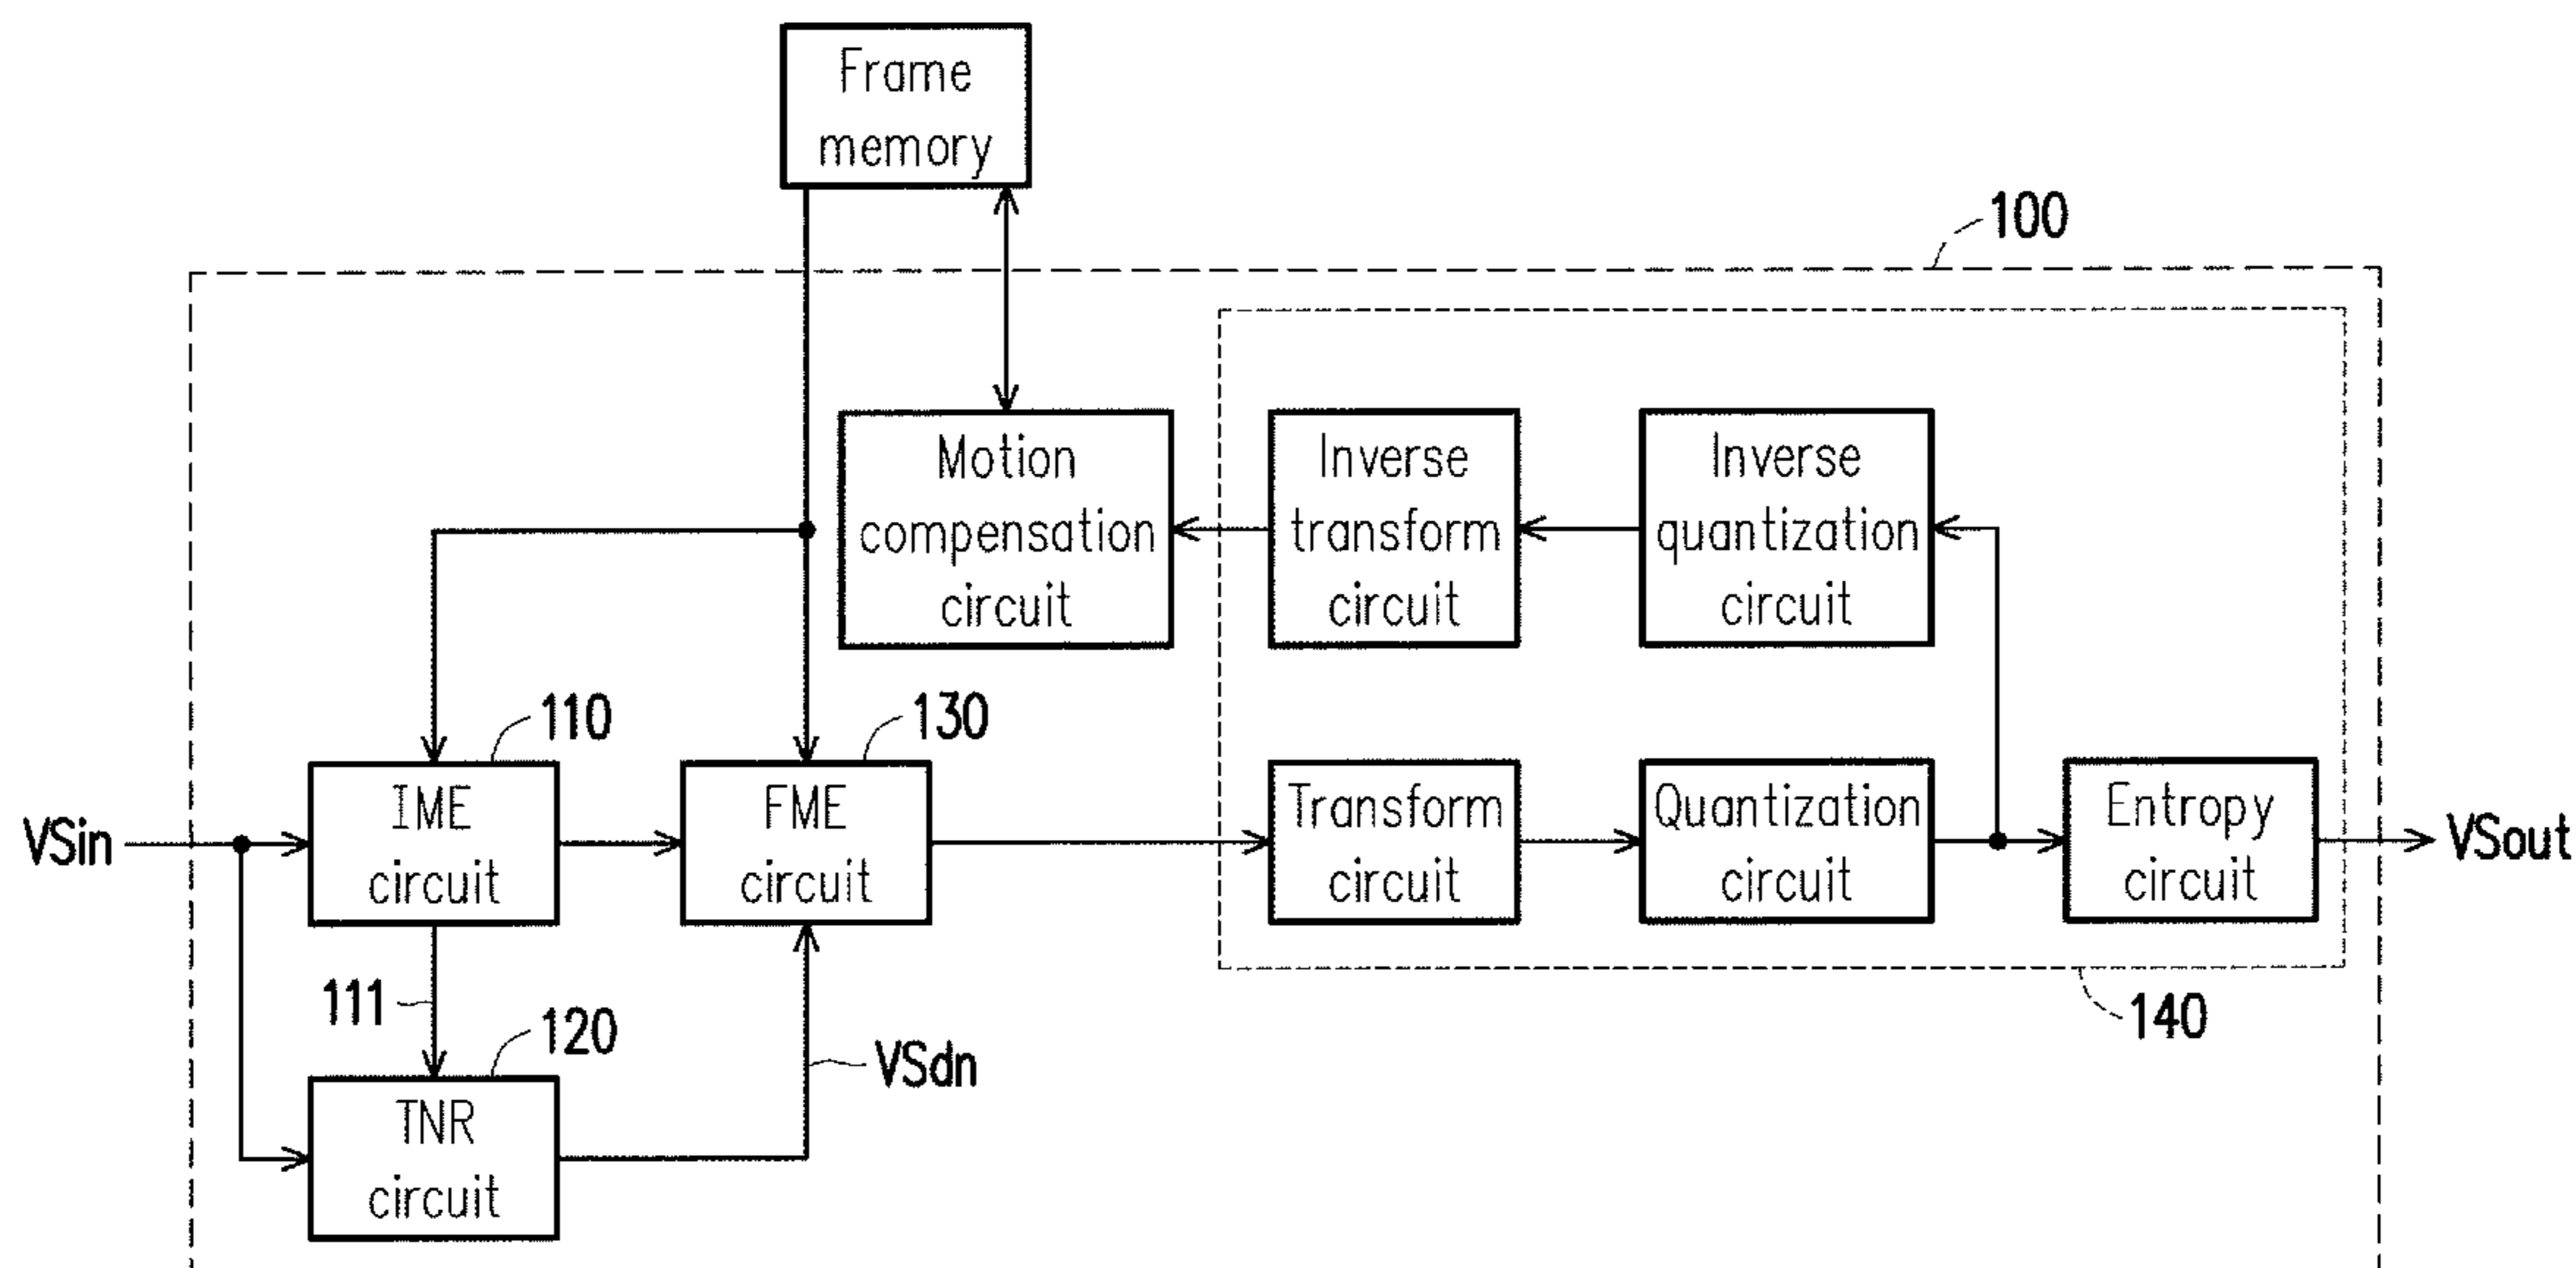 Frame
memory
100
Motion
compensation
circuit
Inverse
transform
circuit
Inverse
quantization
circuit
110
130
VSin
IME
circuit
FME
circuit
Transform
circuit
Quantization
circuit
Entropy
circuit
VSout
111
120
VSdn
140
TNR
circuit